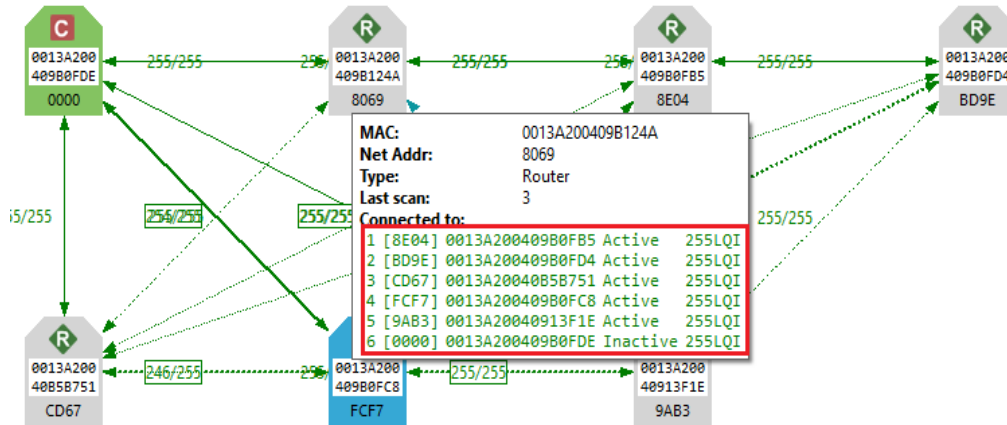 C
R
R
R
0013A200
409B0FDE
0000
255/255
255/
0013A200
409B124A
8069
255/255
255/
0013A200
409B0FB5
8E04
255/255
0013A200
409B0FD4
BD9E
MAC: 0013A200409B124A
Net Addr: 8069
Type: Router
Last scan: 3
Connected to:
1 [8E04] 0013A200409B0FB5 Active 255LQI
2 [BD9E] 0013A200409B0FD4 Active 255LQI
3 [CD67] 0013A20040B5B751 Active 255LQI
4 [FCF7] 0013A200409B0FC8 Active 255LQI
5 [9AB3] 0013A20040913F1E Active 255LQI
6 [0000] 0013A200409B0FDE Inactive 255LQI
5/255
255/255
255/255
R
0013A200
40B5B751
CD67
246/255
0013A200
409B0FC8
FCF7
255/255
0013A200
40913F1E
9AB3